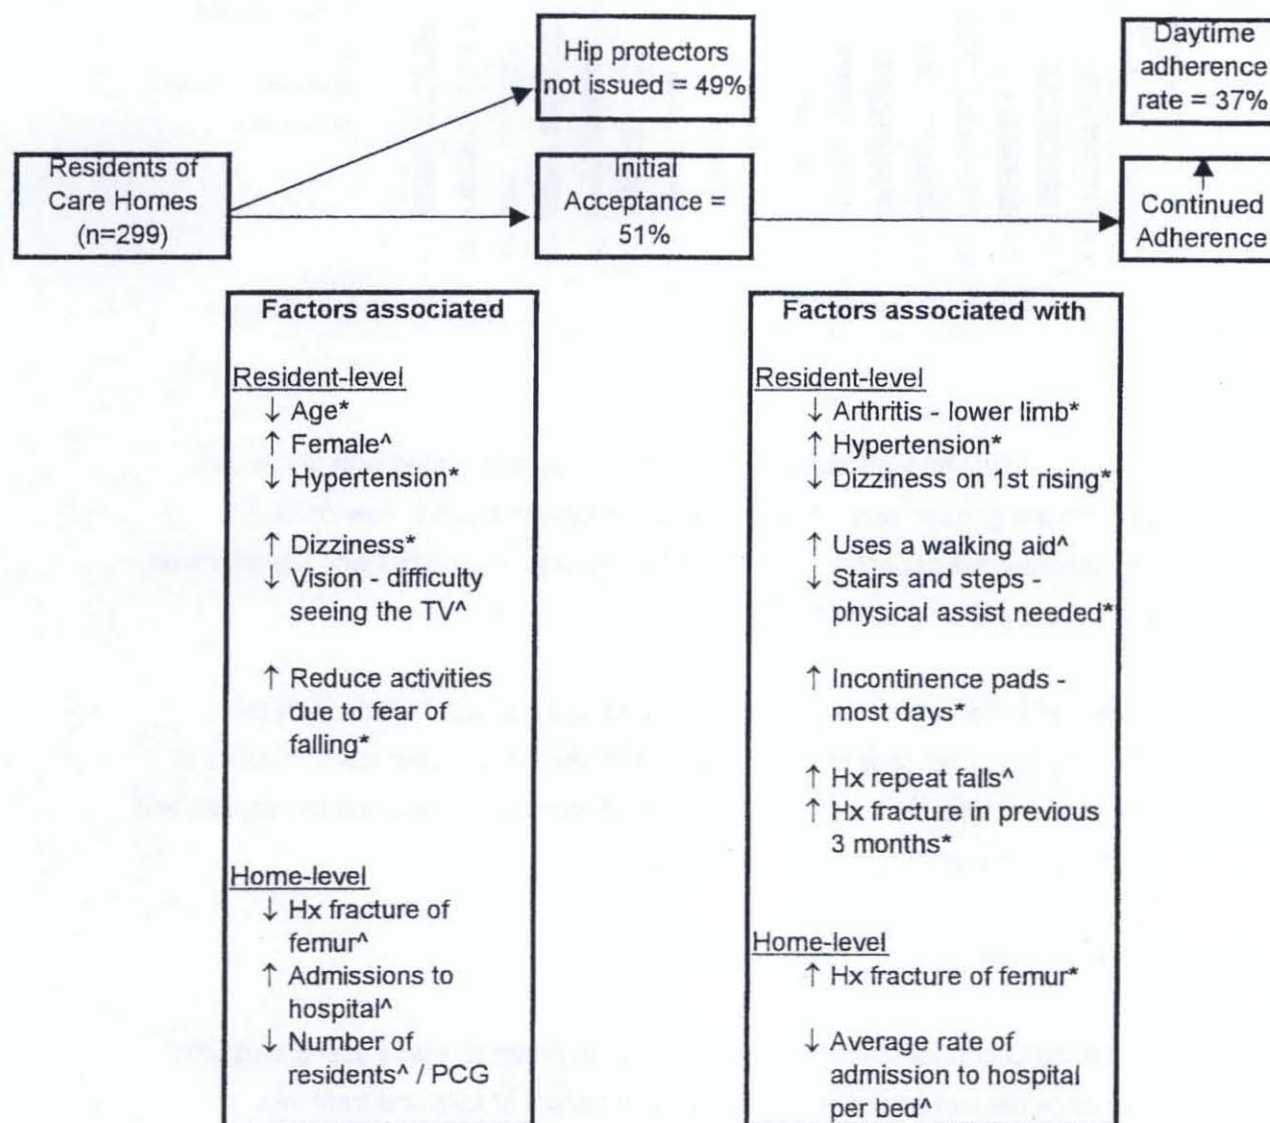 Hip protectors
not issued = 49%
Daytime
adherence
rate = 37%
Residents of
Care Homes
(n=299)
Initial
Acceptance =
51%
Continued
Adherence
Factors associated
Resident-level
↓ Age*
↑ Female^
↓ Hypertension*
↑ Dizziness*
↓ Vision - difficulty
seeing the TV^
↑ Reduce activities
due to fear of
falling*
Home-level
↓ Hx fracture of
femur^
↑ Admissions to
hospital^
↓ Number of
residents^ / PCG
Factors associated with
Resident-level
↓ Arthritis - lower limb*
↑ Hypertension*
↓ Dizziness on 1st rising*
↑ Uses a walking aid^
↓ Stairs and steps -
physical assist needed*
↑ Incontinence pads -
most days*
↑ Hx repeat falls^
↑ Hx fracture in previous
3 months*
Home-level
↑ Hx fracture of femur*
↓ Average rate of
admission to hospital
per bed^